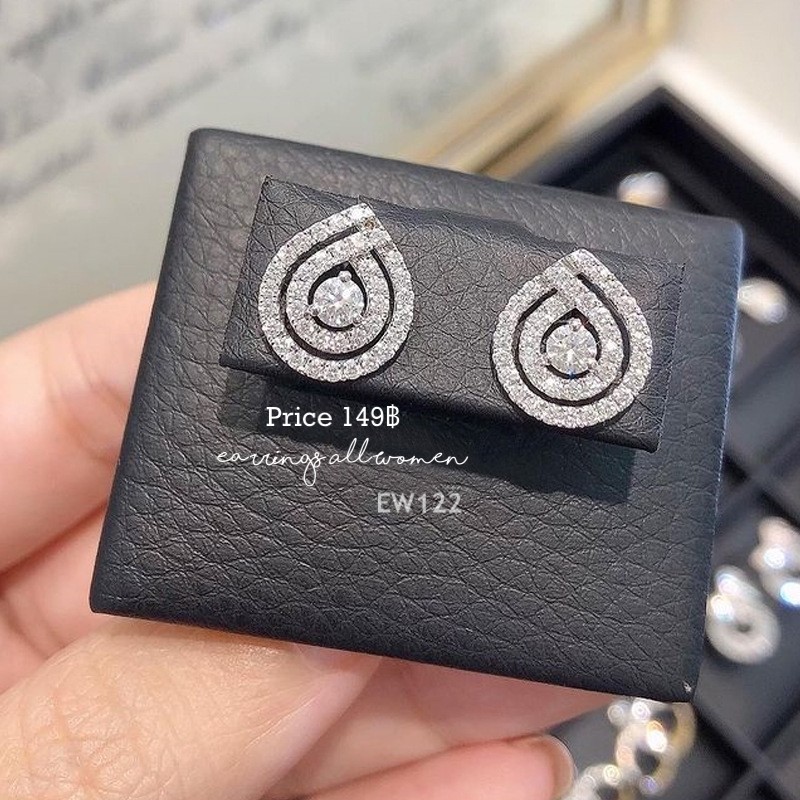 Price 149฿
earrings all women
EW122